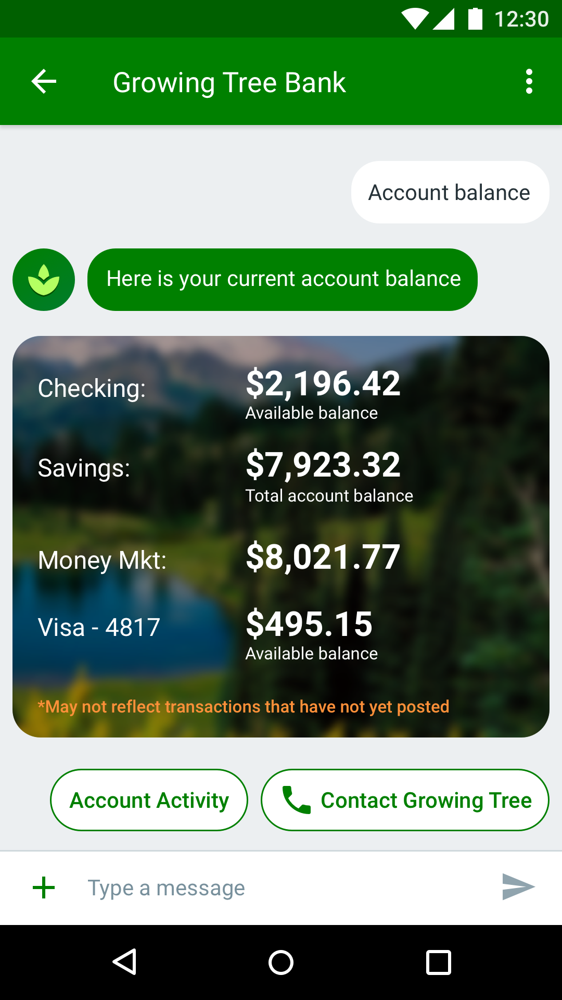 12:30
Growing Tree Bank
Account balance
Here is your current account balance
Checking:
$2,196.42
Available balance
Savings:
$7,923.32
Total account balance
Money Mkt:
$8,021.77
Visa - 4817
$495.15
Available balance
*May not reflect transactions that have not yet posted
Account Activity
Contact Growing Tree
Type a message